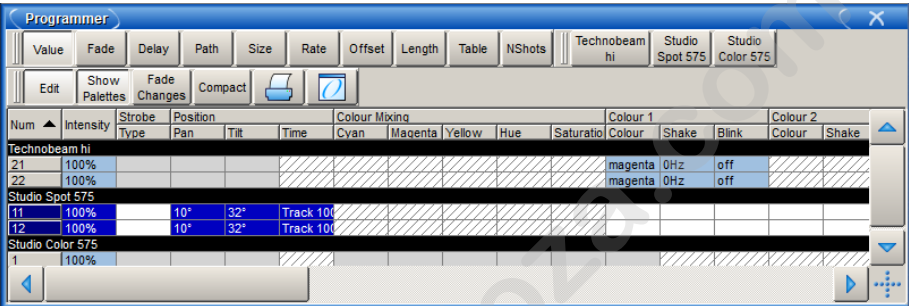 Programmer
Value Fade Delay Path Size Rate Offset Length Table NShots Technobeam hi Studio Spot 575 Studio Color 575
Edit Show Palettes Fade Changes Compact
Num Intensity Strobe Position Colour Mixing Colour 1 Colour 2
Type Pan Tilt Time Cyan Magenta Yellow Hue Saturatio Colour Shake Blink Colour Shake
Technobeam hi
21 100% magenta 0Hz off
22 100% magenta 0Hz off
Studio Spot 575
11 100% 10° 32° Track 100
12 100% 10° 32° Track 100
Studio Color 575
1 100%